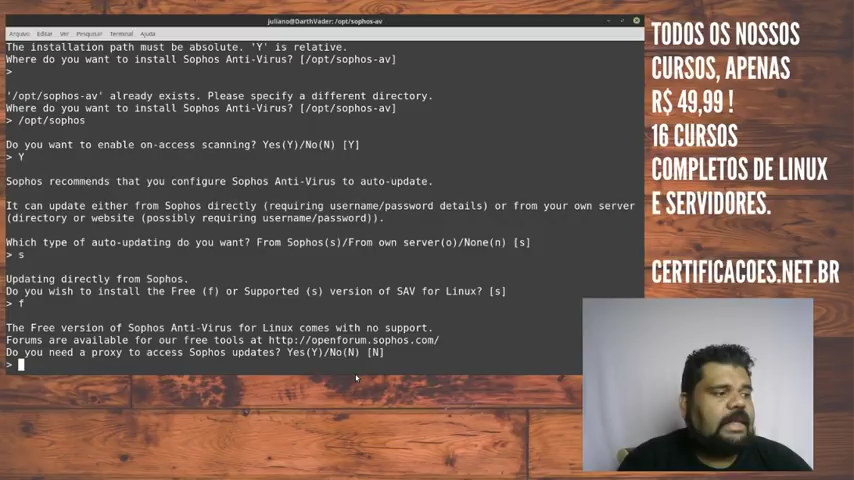 juliano@DarthVader: /opt/sophos-av
Arquivo Editar Ver Pesquisar Terminal Ajuda
The installation path must be absolute. 'Y' is relative.
Where do you want to install Sophos Anti-Virus? [/opt/sophos-av]
>
'/opt/sophos-av' already exists. Please specify a different directory.
Where do you want to install Sophos Anti-Virus? [/opt/sophos-av]
> /opt/sophos
Do you want to enable on-access scanning? Yes(Y)/No(N) [Y]
> Y
Sophos recommends that you configure Sophos Anti-Virus to auto-update.
It can update either from Sophos directly (requiring username/password details) or from your own server
(directory or website (possibly requiring username/password)).
Which type of auto-updating do you want? From Sophos(s)/From own server(o)/None(n) [s]
> s
Updating directly from Sophos.
Do you wish to install the Free (f) or Supported (s) version of SAV for Linux? [s]
> f
The Free version of Sophos Anti-Virus for Linux comes with no support.
Forums are available for our free tools at http://openforum.sophos.com/
Do you need a proxy to access Sophos updates? Yes(Y)/No(N) [N]
>
TODOS OS NOSSOS
CURSOS, APENAS
R$ 49,99 !
16 CURSOS
COMPLETOS DE LINUX
E SERVIDORES.
CERTIFICACOES.NET.BR